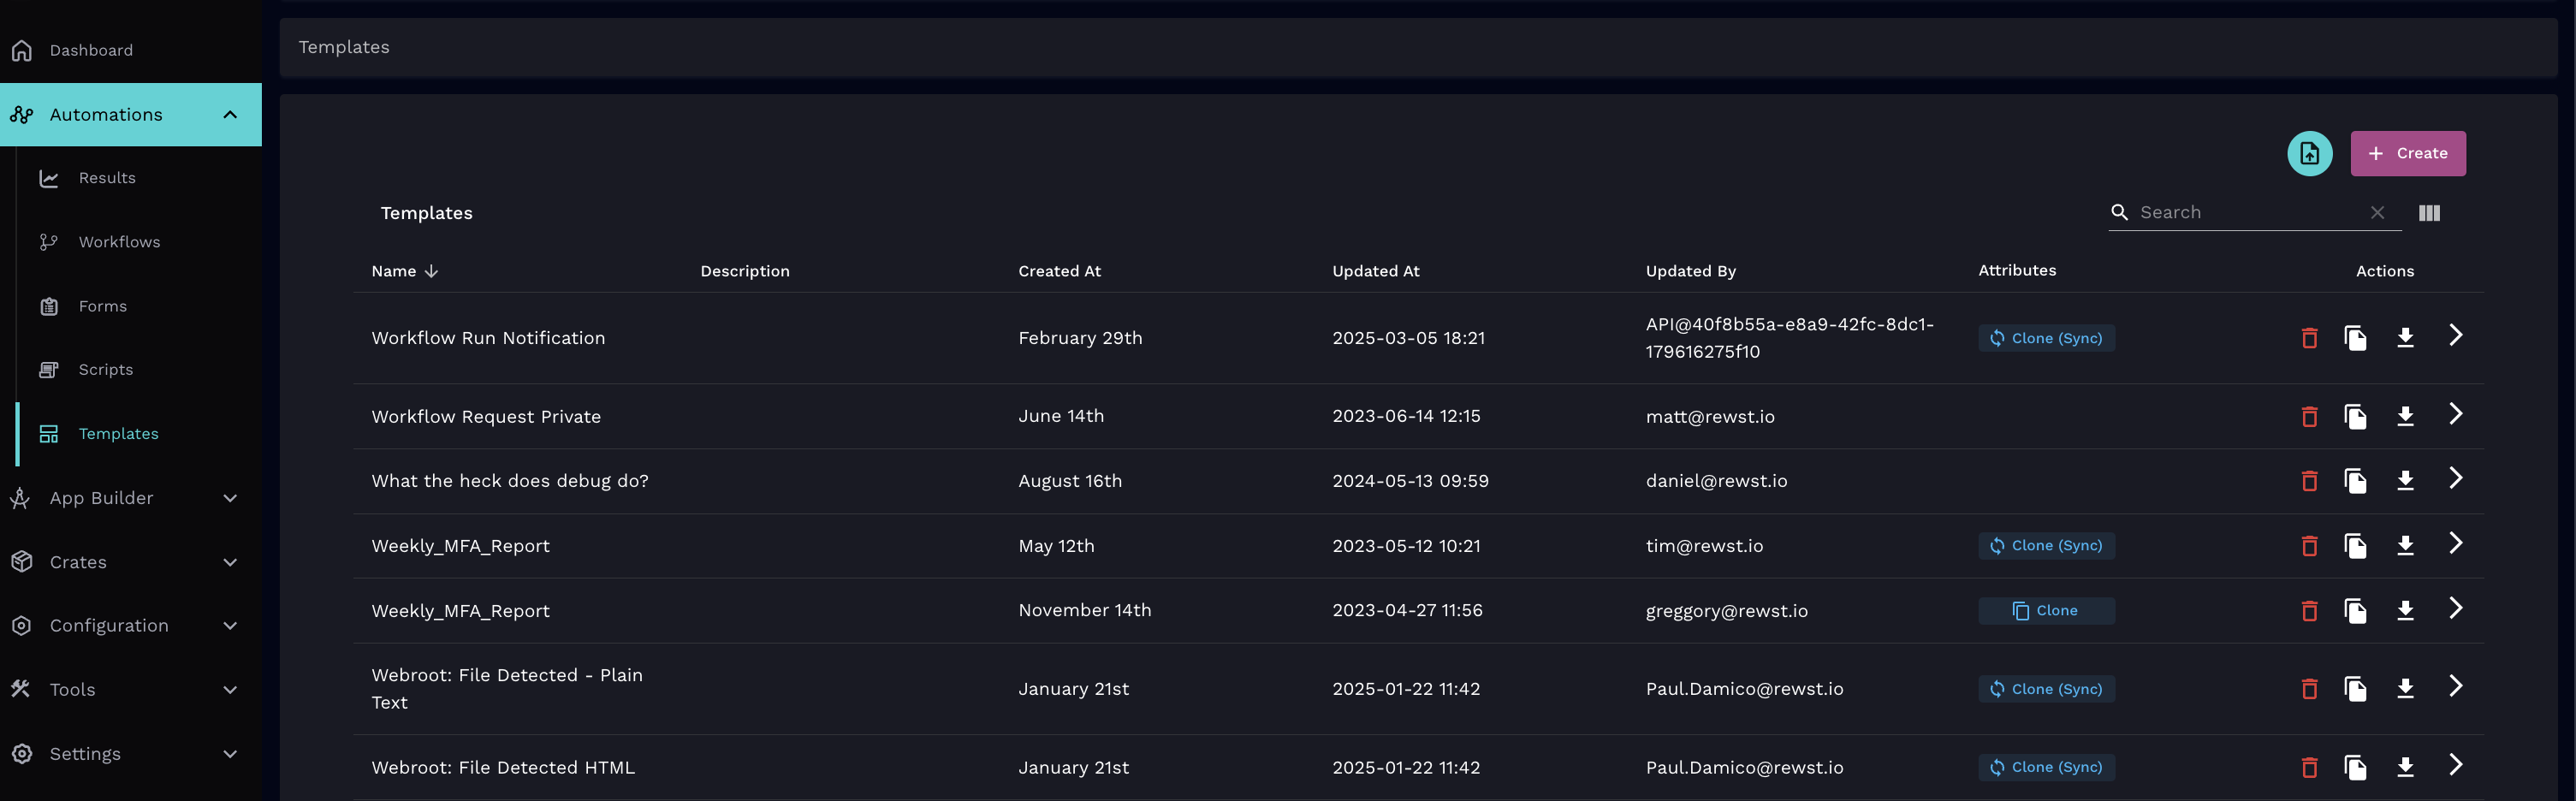 Dashboard
Automations
Results
Workflows
Forms
Scripts
Templates
App Builder
Crates
Configuration
Tools
Settings
Templates
Create
Templates
Search
Name Description Created At Updated At Updated By Attributes Actions
Workflow Run Notification February 29th 2025-03-05 18:21 API@40f8b55a-e8a9-42fc-8dc1-
179616275f10 Clone (Sync)
Workflow Request Private June 14th 2023-06-14 12:15 matt@rewst.io
What the heck does debug do? August 16th 2024-05-13 09:59 daniel@rewst.io
Weekly_MFA_Report May 12th 2023-05-12 10:21 tim@rewst.io Clone (Sync)
Weekly_MFA_Report November 14th 2023-04-27 11:56 greggory@rewst.io Clone
Webroot: File Detected - Plain
Text January 21st 2025-01-22 11:42 Paul.Damico@rewst.io Clone (Sync)
Webroot: File Detected HTML January 21st 2025-01-22 11:42 Paul.Damico@rewst.io Clone (Sync)